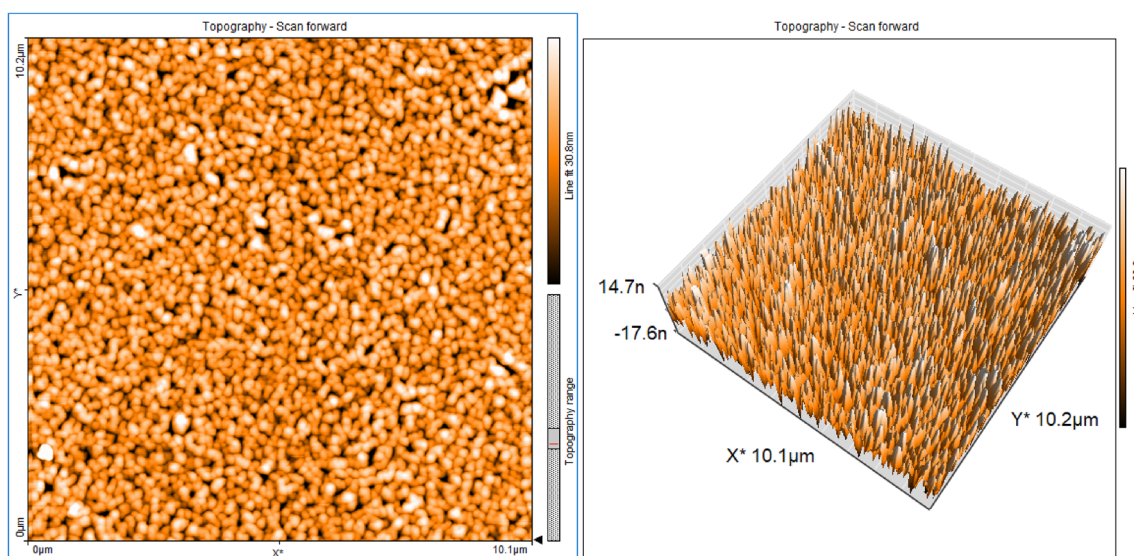 Topography - Scan forward
10.2µm
Y*
0µm
0µm
X*
10.1µm
Line fit 30.8nm
Topography range
Topography - Scan forward
14.7n
-17.6n
X* 10.1µm
Y* 10.2µm